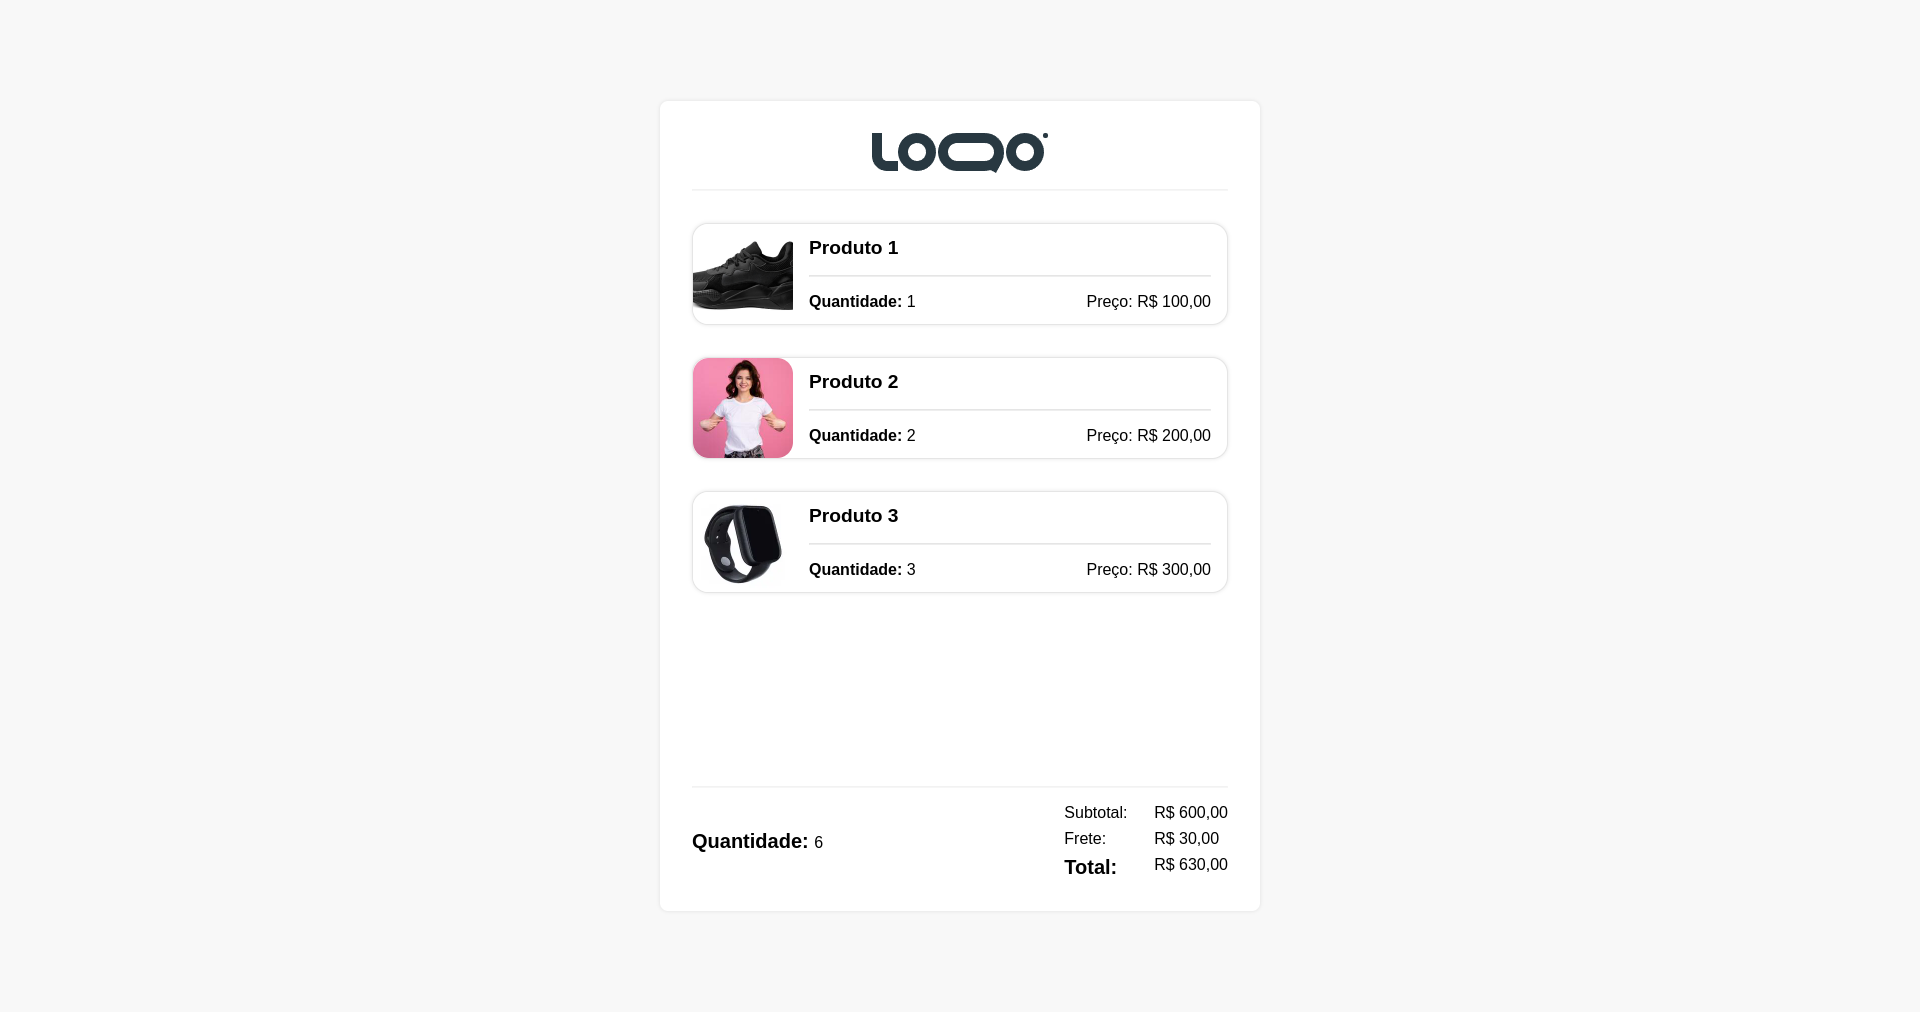 LOQO
Produto 1
Quantidade: 1 Preço: R$ 100,00
Produto 2
Quantidade: 2 Preço: R$ 200,00
Produto 3
Quantidade: 3 Preço: R$ 300,00
Subtotal: R$ 600,00
Quantidade: 6 Frete: R$ 30,00
Total: R$ 630,00